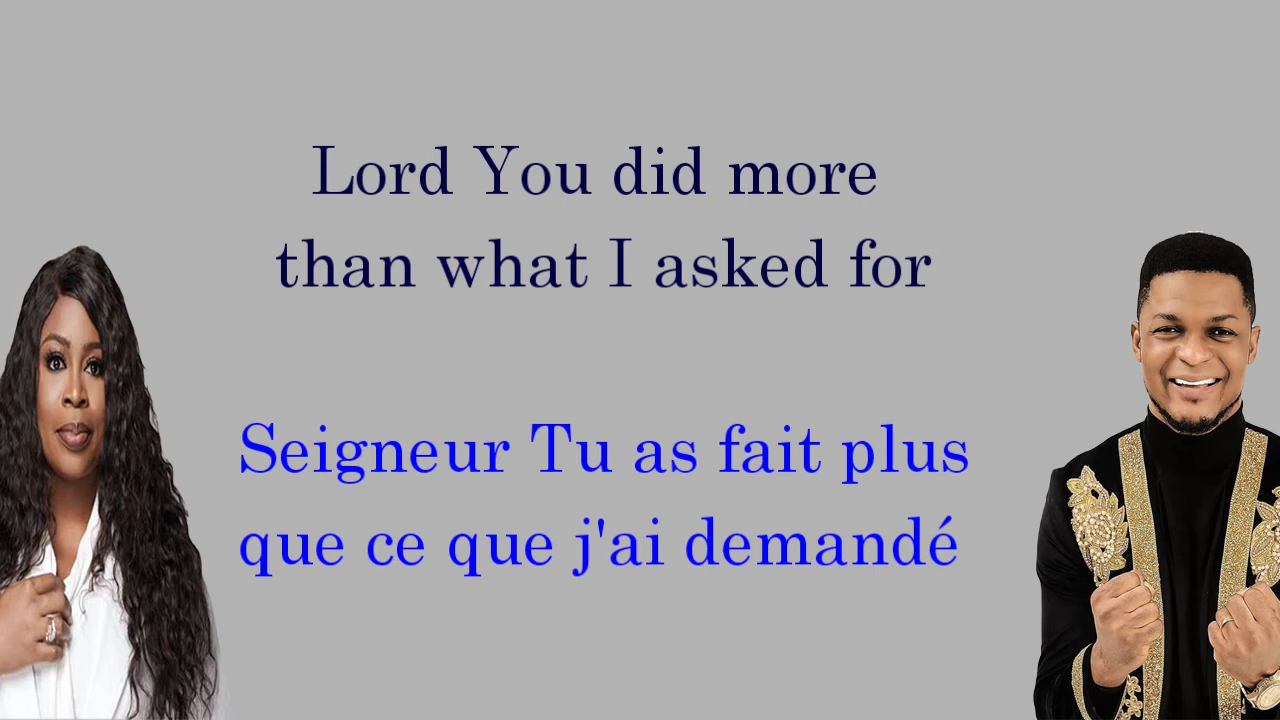 Lord You did more
than what I asked for
Seigneur Tu as fait plus
que ce que j'ai demandé